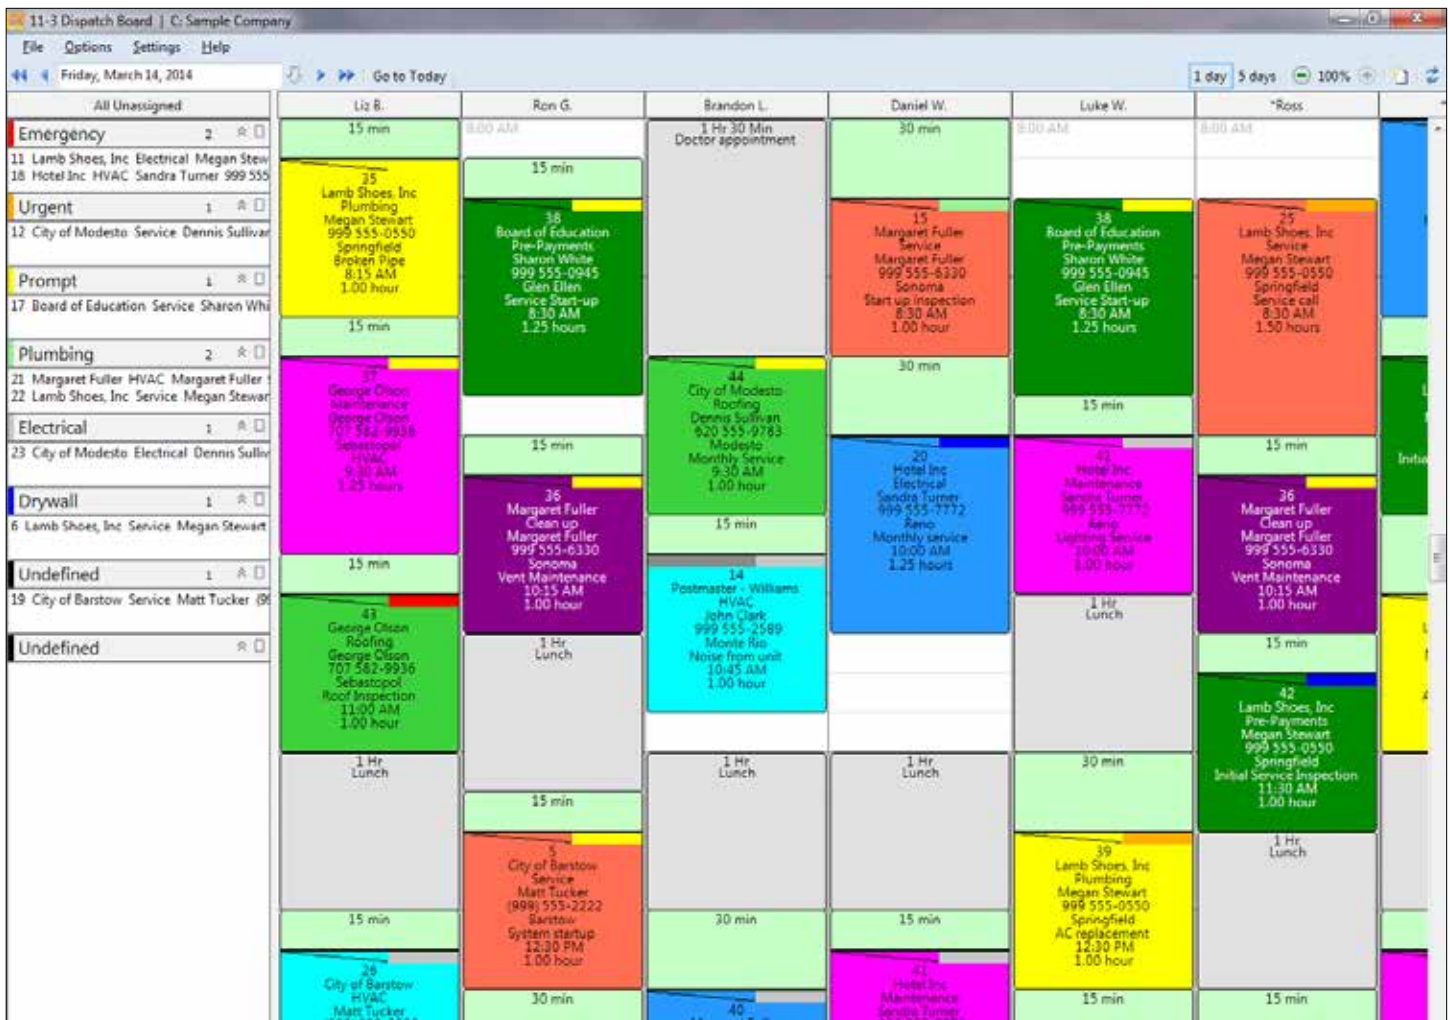 11-3 Dispatch Board | C: Sample Company
File Options Settings Help
Friday, March 14, 2014 Go to Today 1 day 5 days 100%
All Unassigned Liz B. Ron G. Brandon L. Daniel W. Luke W. *Ross
Emergency 2
11 Lamb Shoes, Inc Electrical Megan Stew
18 Hotel Inc HVAC Sandra Turner 999 555
Urgent 1
12 City of Modesto Service Dennis Sullivan
Prompt 1
17 Board of Education Service Sharon Whi
Plumbing 2
21 Margaret Fuller HVAC Margaret Fuller
22 Lamb Shoes, Inc Service Megan Stewar
Electrical 1
23 City of Modesto Electrical Dennis Sulliv
Drywall 1
6 Lamb Shoes, Inc Service Megan Stewart
Undefined 1
19 City of Barstow Service Matt Tucker (99
Undefined
15 min
35
Lamb Shoes, Inc
Plumbing
Megan Stewart
999 555-0550
Springfield
Broken Pipe
8:15 AM
1.00 hour
15 min
37
George Olson
Maintenance
George Olson
707 582-9936
Sebastopol
HVAC
9:30 AM
1.25 hours
15 min
43
George Olson
Roofing
George Olson
707 582-9936
Sebastopol
Roof Inspection
11:00 AM
1.00 hour
1 Hr
Lunch
15 min
26
City of Barstow
HVAC
Matt Tucker
8:00 AM
15 min
38
Board of Education
Pre-Payments
Sharon White
999 555-0945
Glen Ellen
Service Start-up
8:30 AM
1.25 hours
15 min
36
Margaret Fuller
Clean up
Margaret Fuller
999 555-6330
Sonoma
Vent Maintenance
10:15 AM
1.00 hour
1 Hr
Lunch
15 min
5
City of Barstow
Service
Matt Tucker
(999) 555-2222
Barstow
System startup
12:30 PM
1.00 hour
30 min
1 Hr 30 Min
Doctor appointment
44
City of Modesto
Roofing
Dennis Sullivan
620 555-9783
Modesto
Monthly Service
9:30 AM
1.00 hour
15 min
14
Postmaster - Williams
HVAC
John Clark
999 555-2589
Monte Rio
Noise from unit
10:45 AM
1.00 hour
1 Hr
Lunch
30 min
40
30 min
15
Margaret Fuller
Service
Margaret Fuller
999 555-6330
Sonoma
Start up inspection
8:30 AM
1.00 hour
30 min
20
Hotel Inc
Electrical
Sandra Turner
999 555-7772
Reno
Monthly service
10:00 AM
1.25 hours
1 Hr
Lunch
15 min
41
Hotel Inc
Maintenance
Sandra Turner
8:00 AM
38
Board of Education
Pre-Payments
Sharon White
999 555-0945
Glen Ellen
Service Start-up
8:30 AM
1.25 hours
15 min
41
Hotel Inc
Maintenance
Sandra Turner
999 555-7772
Reno
Lighting Service
10:00 AM
1.00 hour
1 Hr
Lunch
30 min
39
Lamb Shoes, Inc
Plumbing
Megan Stewart
999 555-0550
Springfield
AC replacement
12:30 PM
1.00 hour
15 min
8:00 AM
25
Lamb Shoes, Inc
Service
Megan Stewart
999 555-0550
Springfield
Service call
8:30 AM
1.50 hours
15 min
36
Margaret Fuller
Clean up
Margaret Fuller
999 555-6330
Sonoma
Vent Maintenance
10:15 AM
1.00 hour
15 min
42
Lamb Shoes, Inc
Pre-Payments
Megan Stewart
999 555-0550
Springfield
Initial Service Inspection
11:30 AM
1.00 hour
1 Hr
Lunch
15 min
Initia